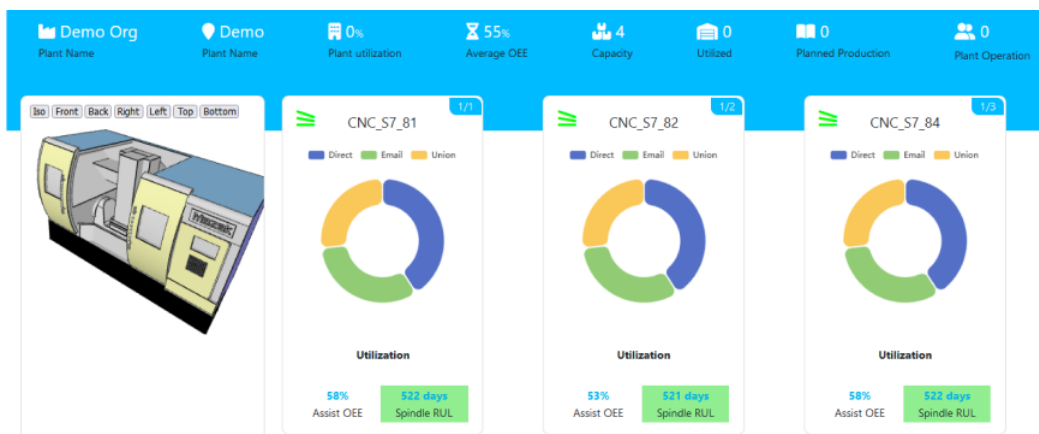 Demo Org
Plant Name
Demo
Plant Name
0%
Plant utilization
55%
Average OEE
4
Capacity
0
Utilized
0
Planned Production
0
Plant Operation
Iso Front Back Right Left Top Bottom
1/1
CNC_S7_81
Direct Email Union
Utilization
58%
Assist OEE
522 days
Spindle RUL
1/2
CNC_S7_82
Direct Email Union
Utilization
53%
Assist OEE
521 days
Spindle RUL
1/3
CNC_S7_84
Direct Email Union
Utilization
58%
Assist OEE
522 days
Spindle RUL